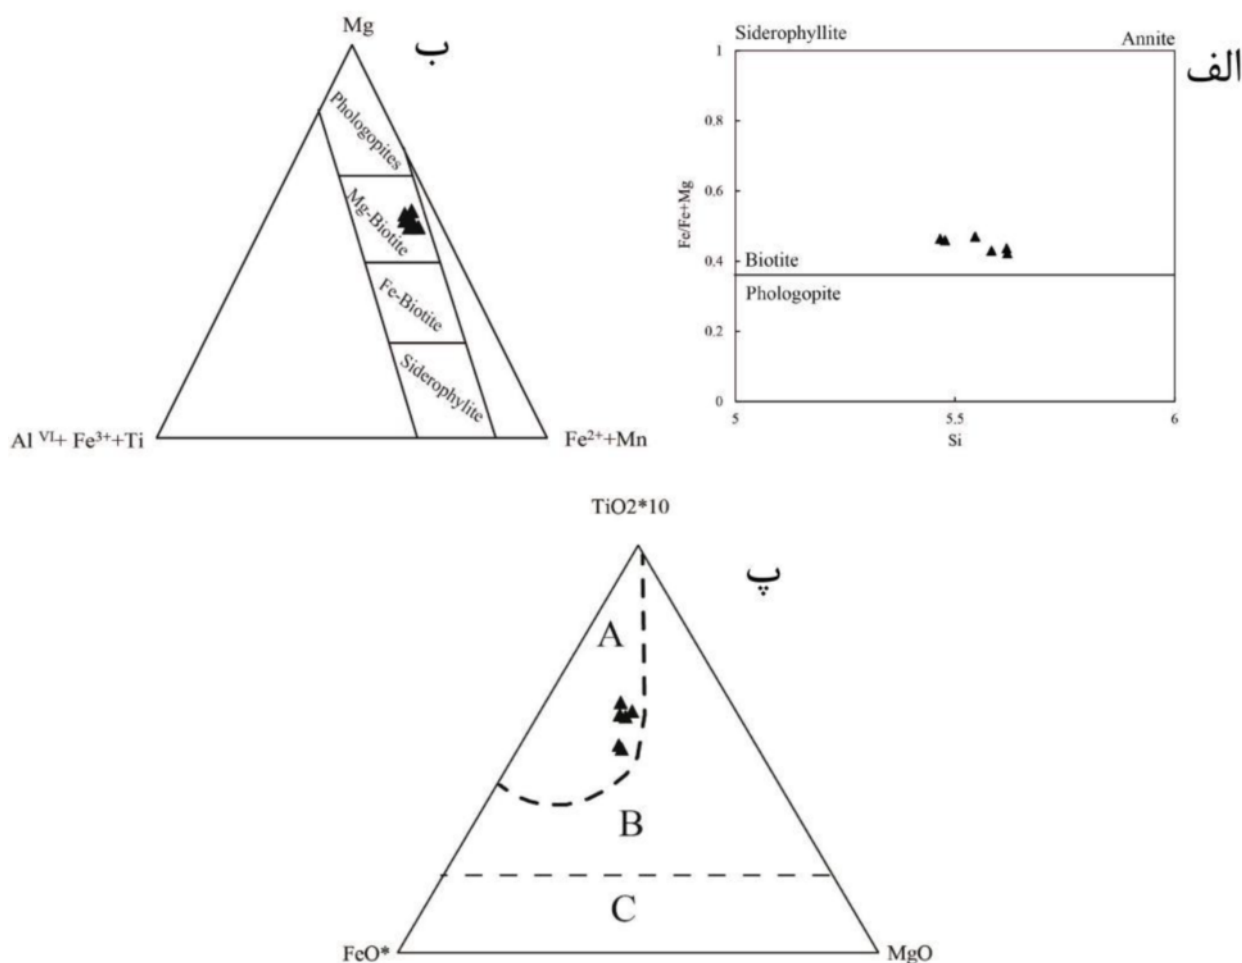 الف
Siderophyllite
Annite
1
0.8
0.6
0.4
0.2
0
Fe/Fe+Mg
Biotite
Phologopite
5
5.5
6
Si
ب
Mg
Phologopites
Mg-Biotite
Fe-Biotite
Siderophylite
Al VI+ Fe3++Ti
Fe2++Mn
پ
TiO2*10
A
B
C
FeO*
MgO